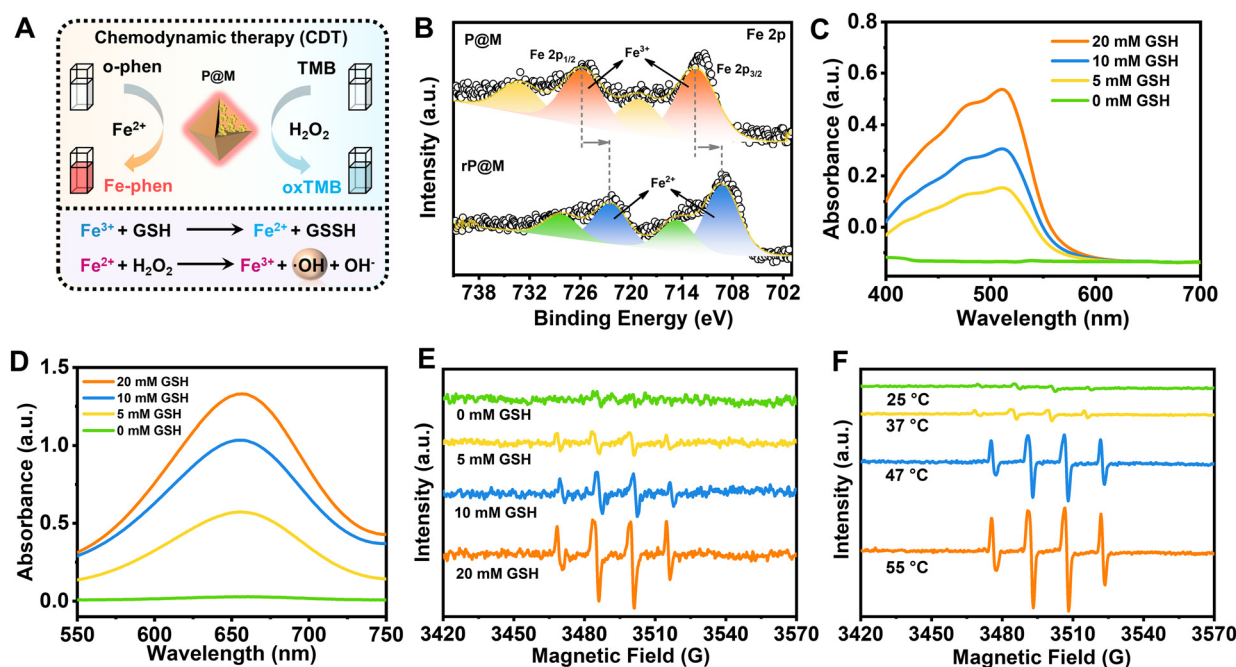 A
Chemodynamic therapy (CDT)
o-phen
P@M
TMB
Fe²⁺
H₂O₂
Fe-phen
oxTMB
Fe³⁺ + GSH → Fe²⁺ + GSSH
Fe²⁺ + H₂O₂ → Fe³⁺ + ·OH + OH⁻
B
P@M
Fe 2p
Fe 2p₁/₂
Fe³⁺
Fe 2p₃/₂
rP@M
Fe²⁺
Intensity (a.u.)
738 732 726 720 714 708 702
Binding Energy (eV)
C
20 mM GSH
10 mM GSH
5 mM GSH
0 mM GSH
Absorbance (a.u.)
0.8
0.6
0.4
0.2
0.0
400 500 600 700
Wavelength (nm)
D
20 mM GSH
10 mM GSH
5 mM GSH
0 mM GSH
Absorbance (a.u.)
1.5
1.0
0.5
0.0
550 600 650 700 750
Wavelength (nm)
E
0 mM GSH
5 mM GSH
10 mM GSH
20 mM GSH
Intensity (a.u.)
3420 3450 3480 3510 3540 3570
Magnetic Field (G)
F
25 °C
37 °C
47 °C
55 °C
Intensity (a.u.)
3420 3450 3480 3510 3540 3570
Magnetic Field (G)